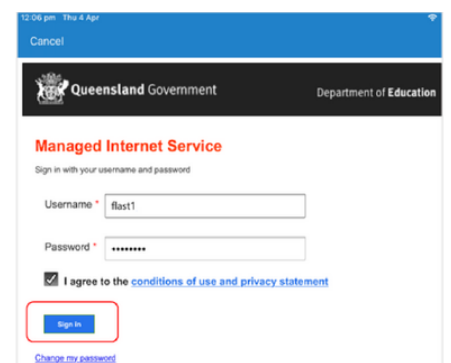 12:06 pm Thu 4 Apr
Cancel
Queensland Government
Department of Education
Managed Internet Service
Sign in with your username and password
Username * flast1
Password * ••••••••
I agree to the conditions of use and privacy statement
Sign In
Change my password